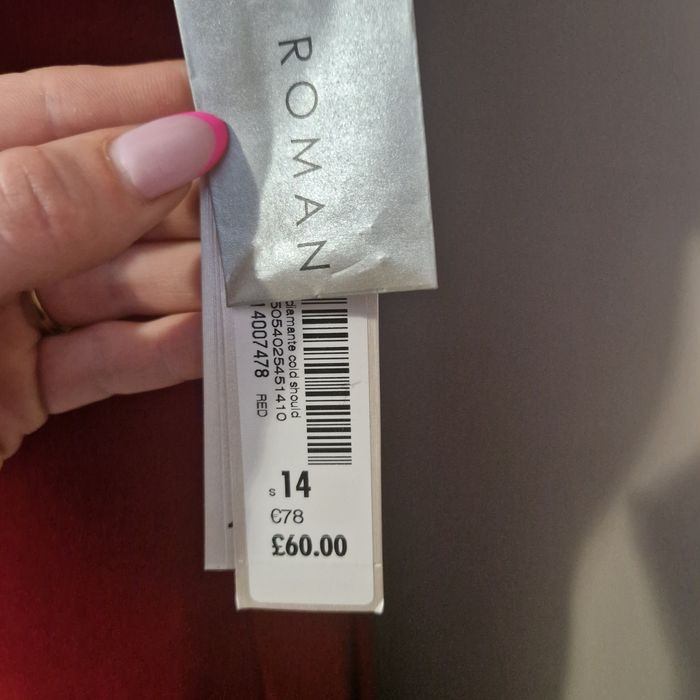 ROMAN
diamante cold should
5054025451410
14007478 RED
s 14
€78
£60.00